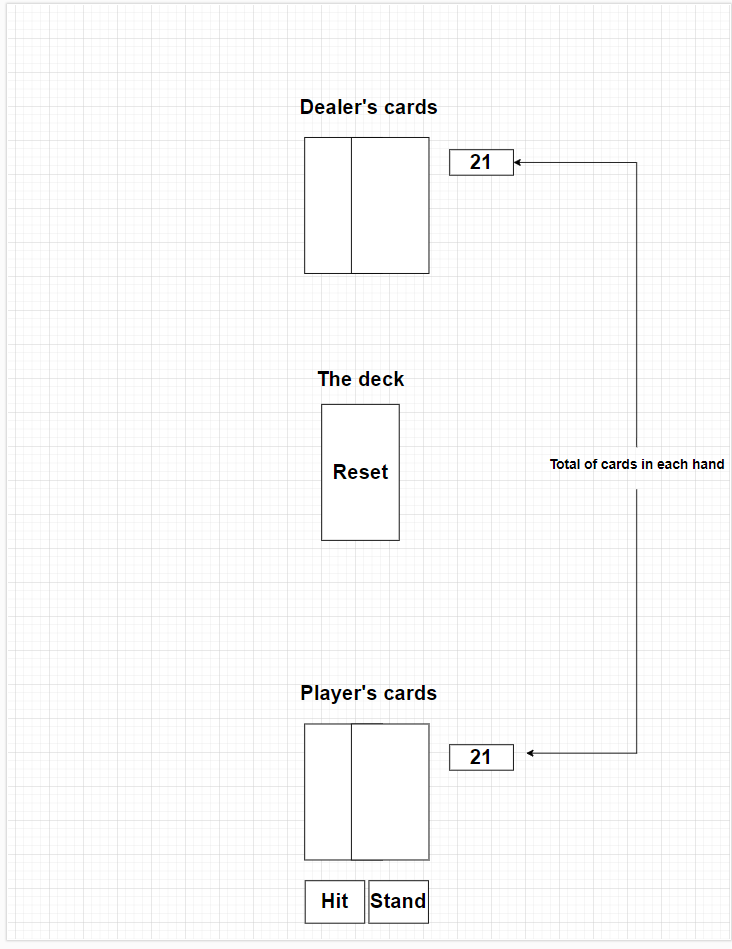 Dealer's cards
21
The deck
Reset
Total of cards in each hand
Player's cards
21
Hit
Stand